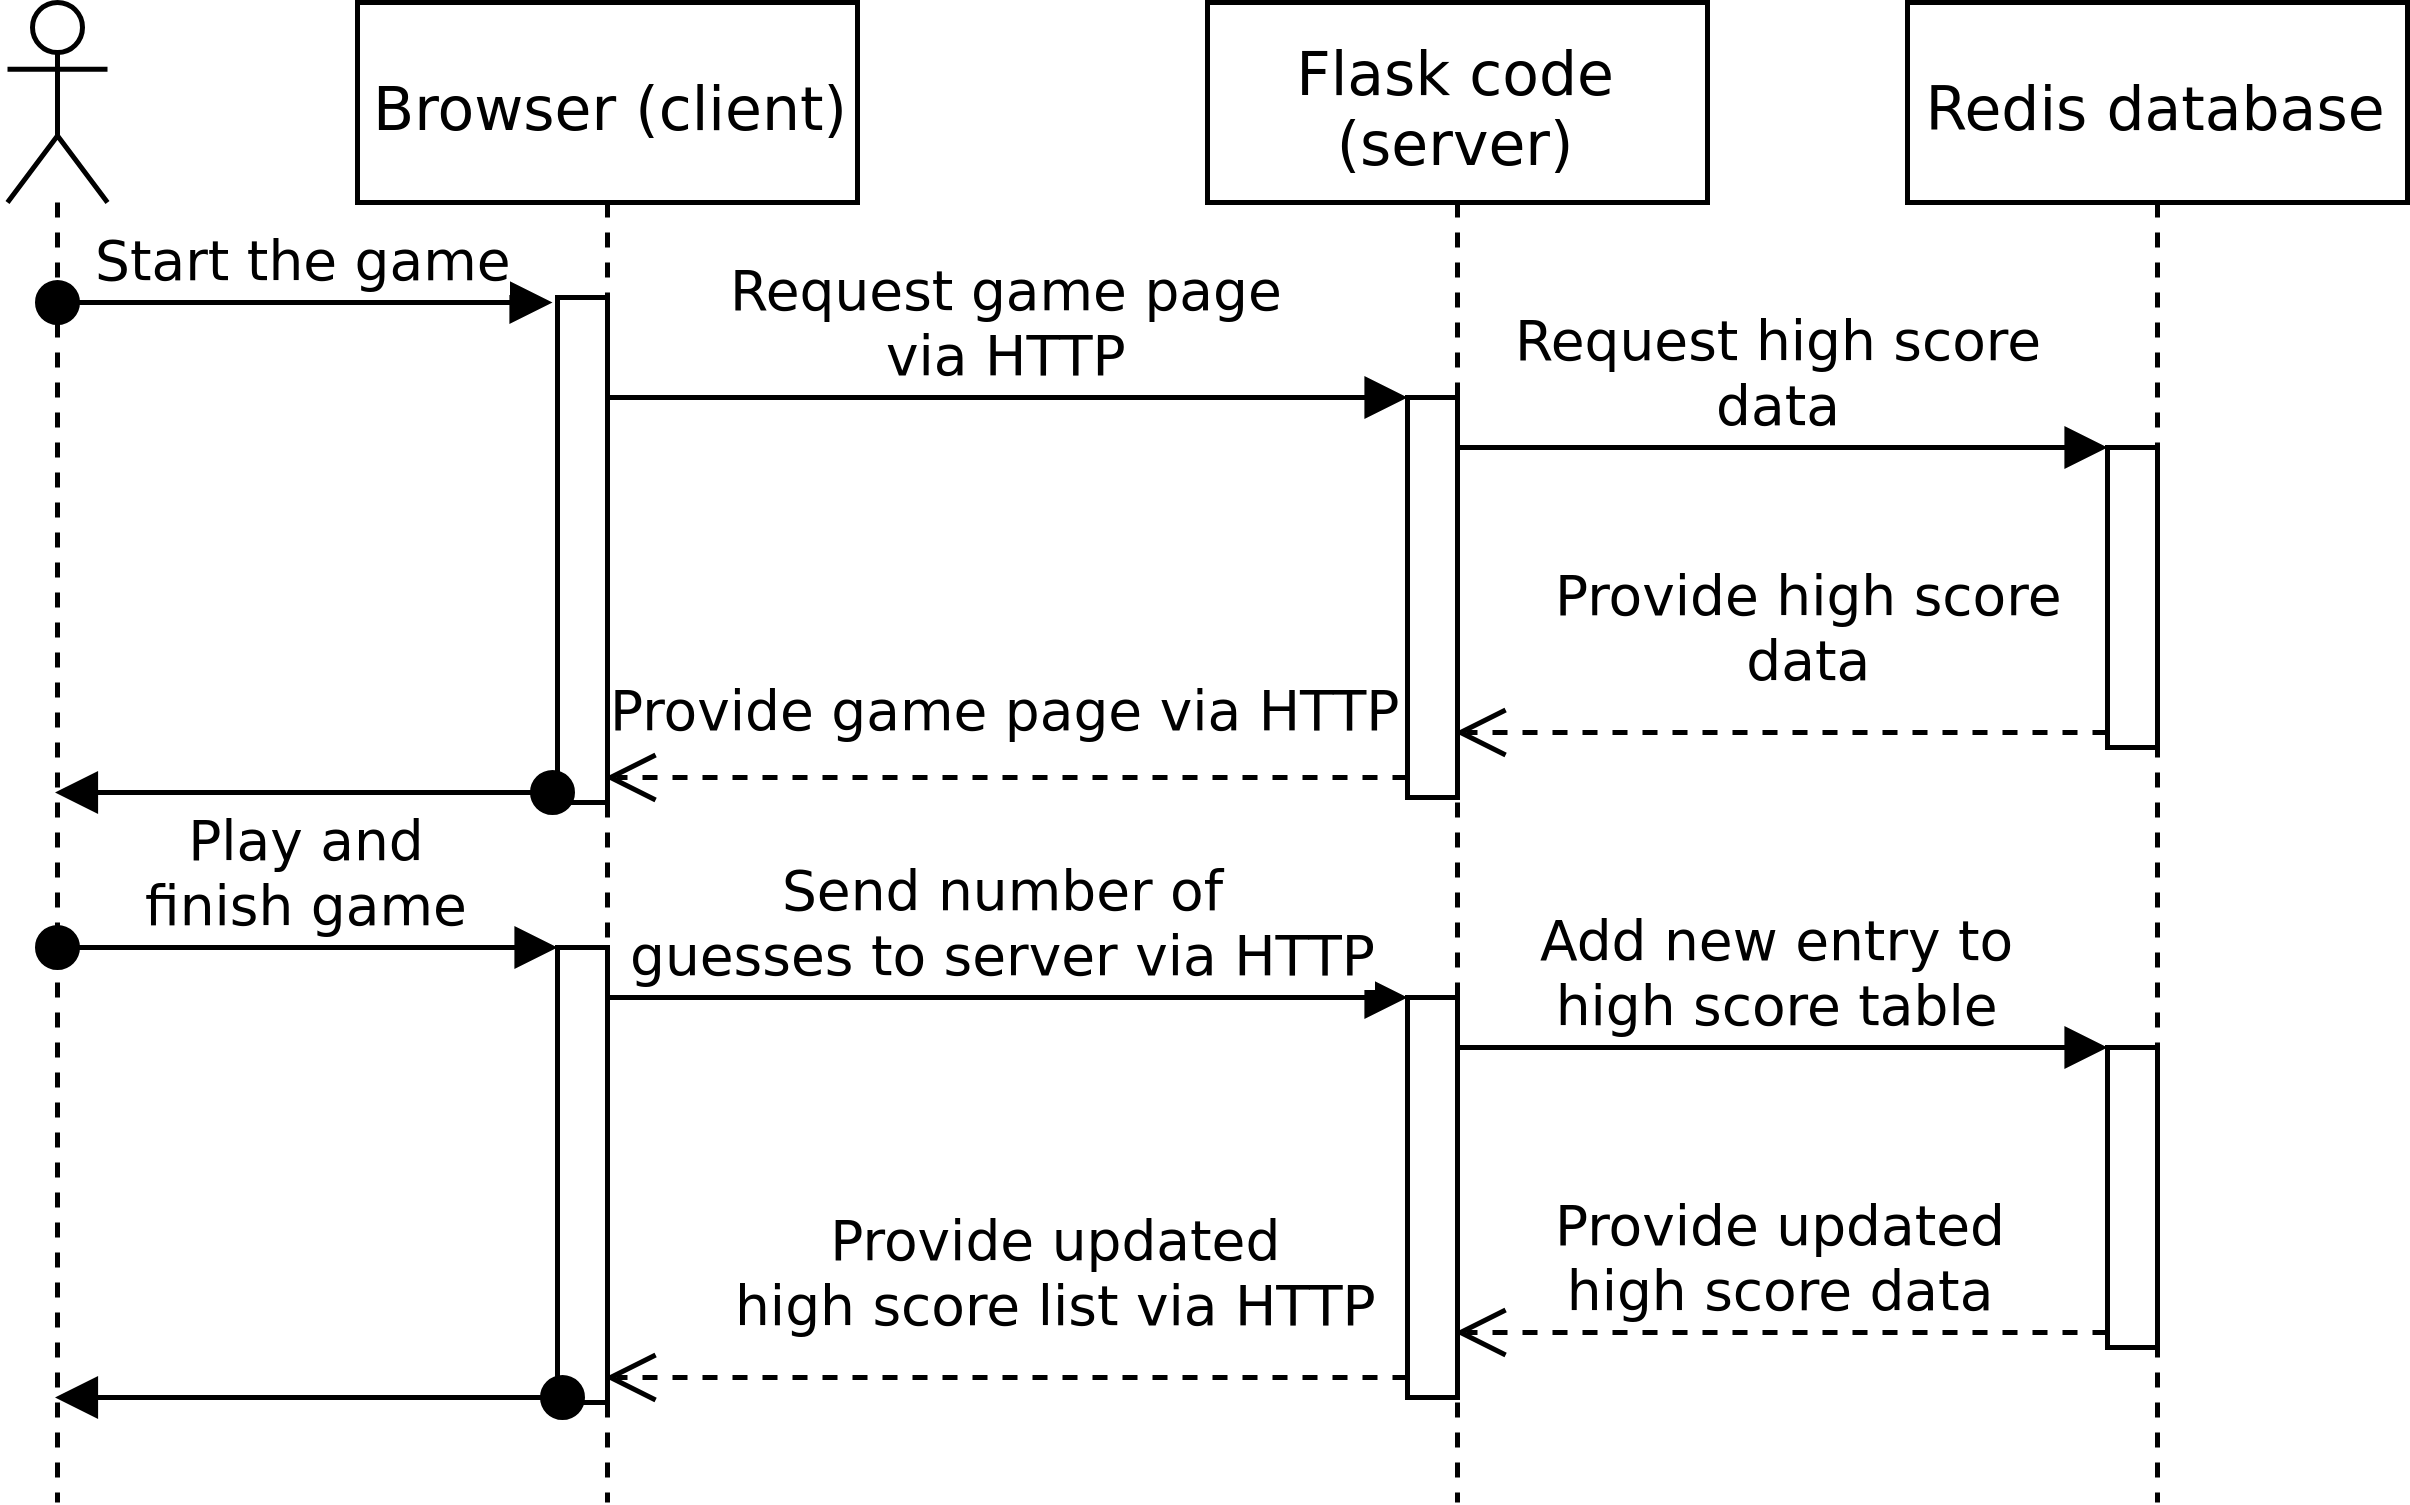 Browser (client)
Flask code
(server)
Redis database
Start the game
Request game page
via HTTP
Request high score
data
Provide high score
data
Provide game page via HTTP
Play and
finish game
Send number of
guesses to server via HTTP
Add new entry to
high score table
Provide updated
high score data
Provide updated
high score list via HTTP